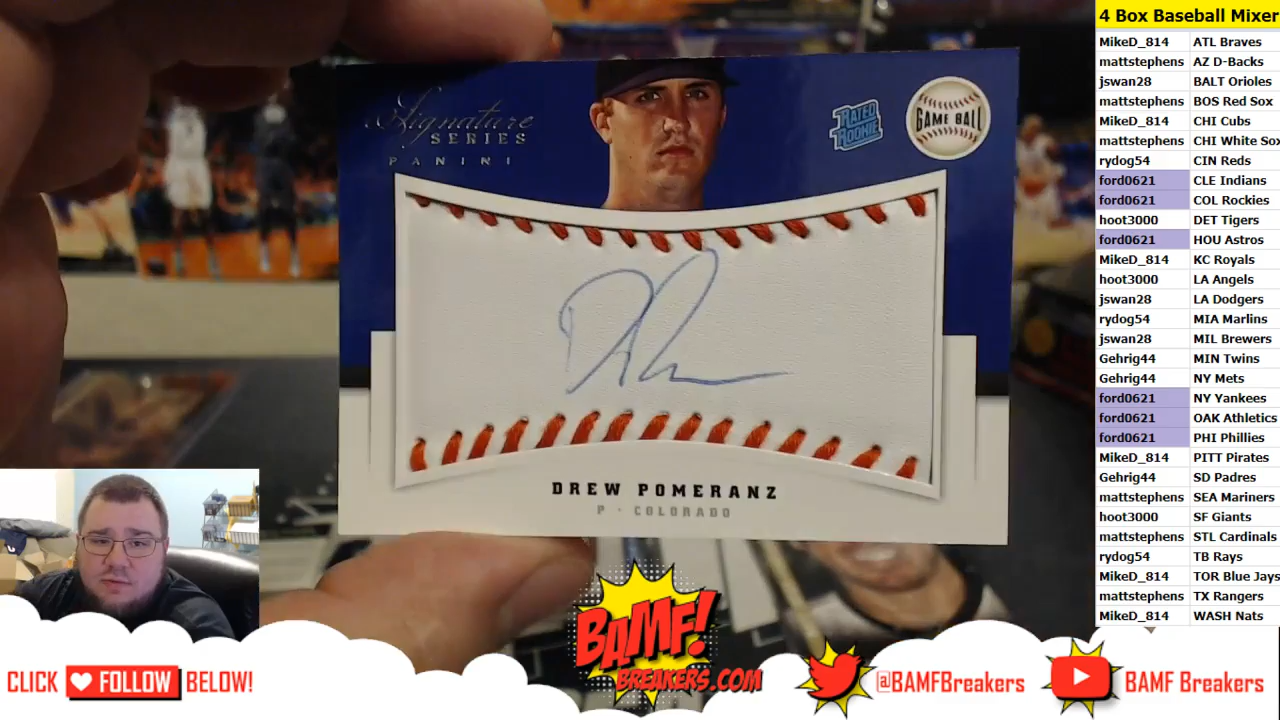 Signature
SERIES
PANINI
RATED
ROOKIE
GAME BALL
DREW POMERANZ
P · COLORADO
4 Box Baseball Mixer
MikeD_814 ATL Braves
mattstephens AZ D-Backs
jswan28 BALT Orioles
mattstephens BOS Red Sox
MikeD_814 CHI Cubs
mattstephens CHI White Sox
rydog54 CIN Reds
ford0621 CLE Indians
ford0621 COL Rockies
hoot3000 DET Tigers
ford0621 HOU Astros
MikeD_814 KC Royals
hoot3000 LA Angels
jswan28 LA Dodgers
rydog54 MIA Marlins
jswan28 MIL Brewers
Gehrig44 MIN Twins
Gehrig44 NY Mets
ford0621 NY Yankees
ford0621 OAK Athletics
ford0621 PHI Phillies
MikeD_814 PITT Pirates
Gehrig44 SD Padres
mattstephens SEA Mariners
hoot3000 SF Giants
mattstephens STL Cardinals
rydog54 TB Rays
MikeD_814 TOR Blue Jays
mattstephens TX Rangers
MikeD_814 WASH Nats
BAMF!
BREAKERS.COM
CLICK FOLLOW BELOW!
@BAMFBreakers
BAMF Breakers